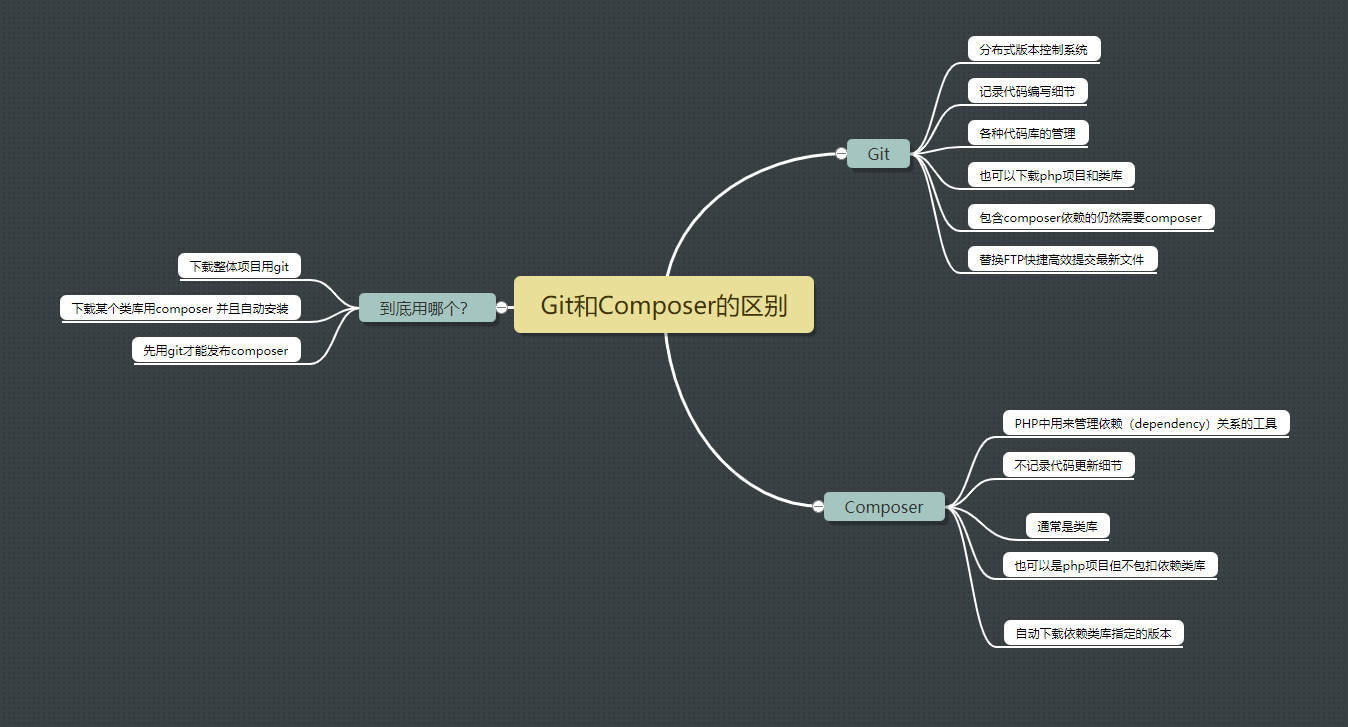 Git和Composer的区别
Git
分布式版本控制系统
记录代码编写细节
各种代码库的管理
也可以下载php项目和类库
包含composer依赖的仍然需要composer
替换FTP快捷高效提交最新文件
Composer
PHP中用来管理依赖（dependency）关系的工具
不记录代码更新细节
通常是类库
也可以是php项目但不包扣依赖类库
自动下载依赖类库指定的版本
到底用哪个？
下载整体项目用git
下载某个类库用composer 并且自动安装
先用git才能发布composer